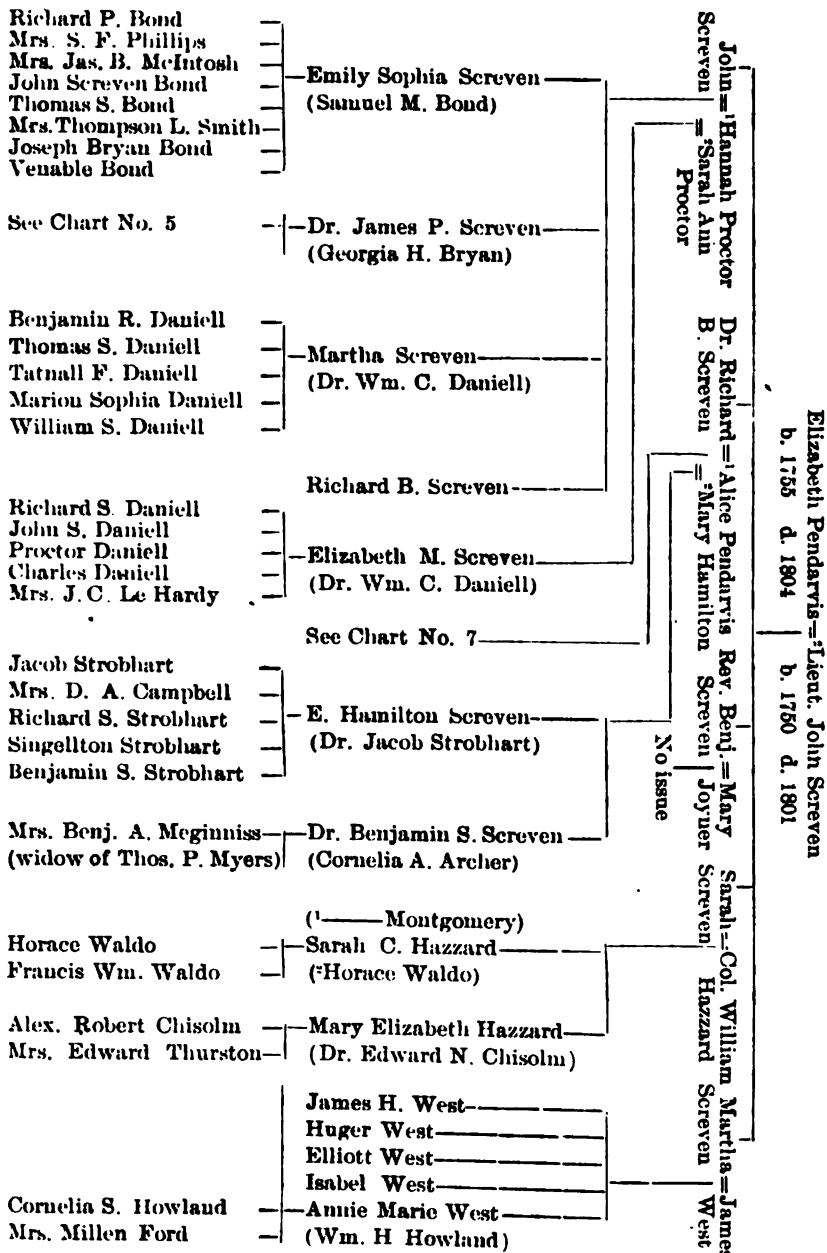 Richard P. Bond
Mrs. S. F. Phillips
Mrs. Jas. B. McIntosh
John Screven Bond
Thomas S. Bond
Mrs. Thompson L. Smith
Joseph Bryan Bond
Venable Bond
Emily Sophia Screven
(Samuel M. Bond)
See Chart No. 5
Dr. James P. Screven
(Georgia H. Bryan)
Benjamin R. Daniell
Thomas S. Daniell
Tatnall F. Daniell
Marion Sophia Daniell
William S. Daniell
Martha Screven
(Dr. Wm. C. Daniell)
Richard B. Screven
Richard S. Daniell
John S. Daniell
Proctor Daniell
Charles Daniell
Mrs. J. C. Le Hardy
Elizabeth M. Screven
(Dr. Wm. C. Daniell)
See Chart No. 7
Jacob Strobhart
Mrs. D. A. Campbell
Richard S. Strobhart
Singellton Strobhart
Benjamin S. Strobhart
E. Hamilton Screven
(Dr. Jacob Strobhart)
Mrs. Benj. A. Meginniss
(widow of Thos. P. Myers)
Dr. Benjamin S. Screven
(Cornelia A. Archer)
Horace Waldo
Francis Wm. Waldo
(¹——Montgomery)
Sarah C. Hazzard
(²Horace Waldo)
Alex. Robert Chisolm
Mrs. Edward Thurston
Mary Elizabeth Hazzard
(Dr. Edward N. Chisolm)
James H. West
Huger West
Elliott West
Isabel West
Annie Marie West
(Wm. H Howland)
Cornelia S. Howland
Mrs. Millen Ford
John=¹Hannah Proctor
Screven =²Sarah Ann
Proctor
Dr. Richard=¹Alice Pendarvis
B. Screven =²Mary Hamilton
Rev. Benj.=Mary
Screven Joyner
No issue
Sarah=Col. William
Screven Hazzard
Martha=James
Screven West
Elizabeth Pendarvis=²Lieut. John Screven
b. 1755 d. 1804 b. 1750 d. 1801